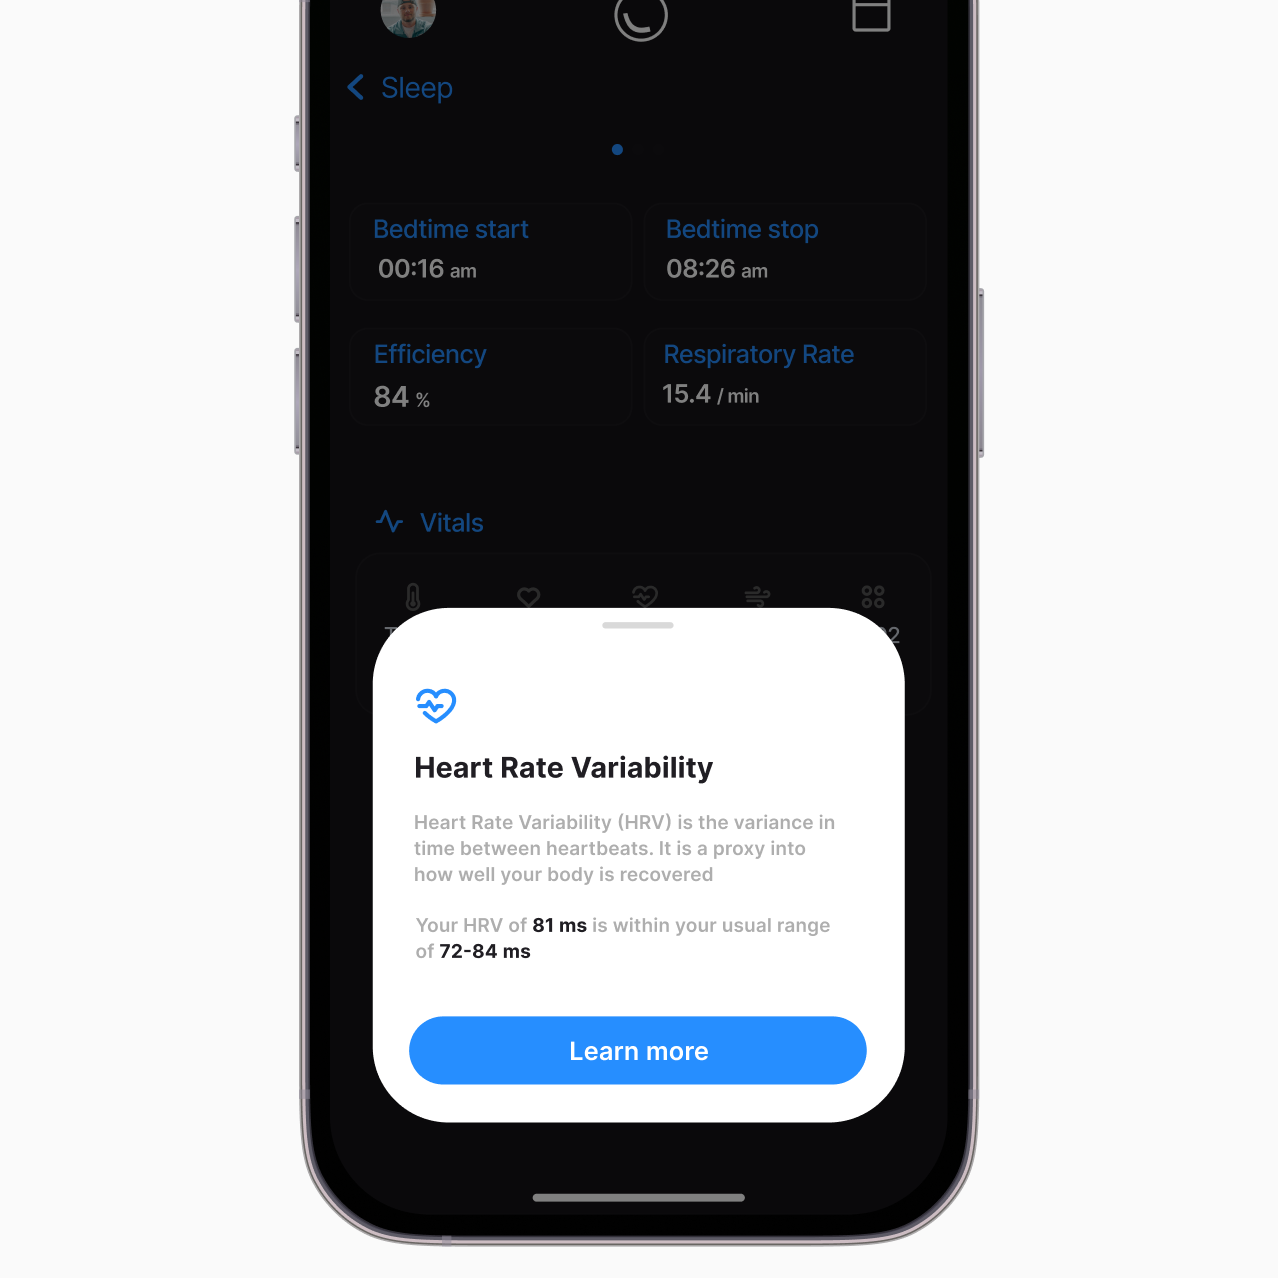 Sleep
Bedtime start
00:16 am
Bedtime stop
08:26 am
Efficiency
84 %
Respiratory Rate
15.4 / min
Vitals
Heart Rate Variability
Heart Rate Variability (HRV) is the variance in
time between heartbeats. It is a proxy into
how well your body is recovered
Your HRV of 81 ms is within your usual range
of 72-84 ms
Learn more